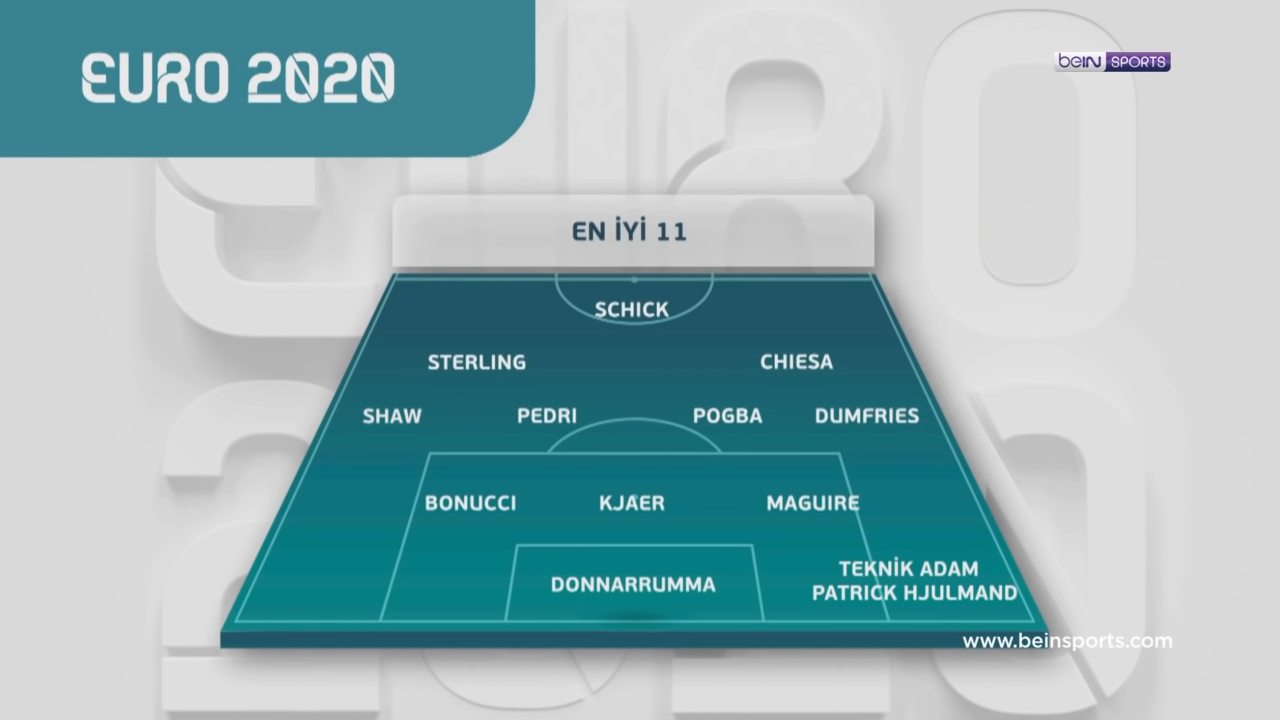 EURO 2020
beIN SPORTS
EN İYİ 11
SCHICK
STERLING CHIESA
SHAW PEDRI POGBA DUMFRIES
BONUCCI KJAER MAGUIRE
DONNARRUMMA
TEKNİK ADAM
PATRICK HJULMAND
www.beinsports.com